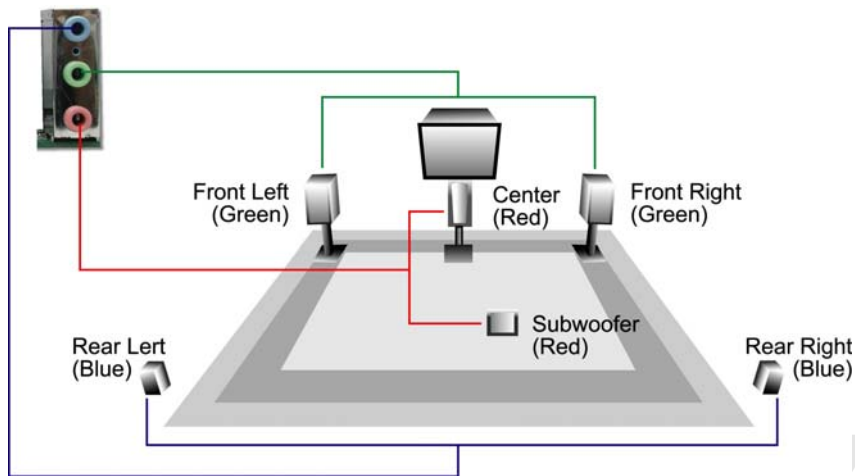 Front Left
(Green)
Center
(Red)
Front Right
(Green)
Subwoofer
(Red)
Rear Lert
(Blue)
Rear Right
(Blue)